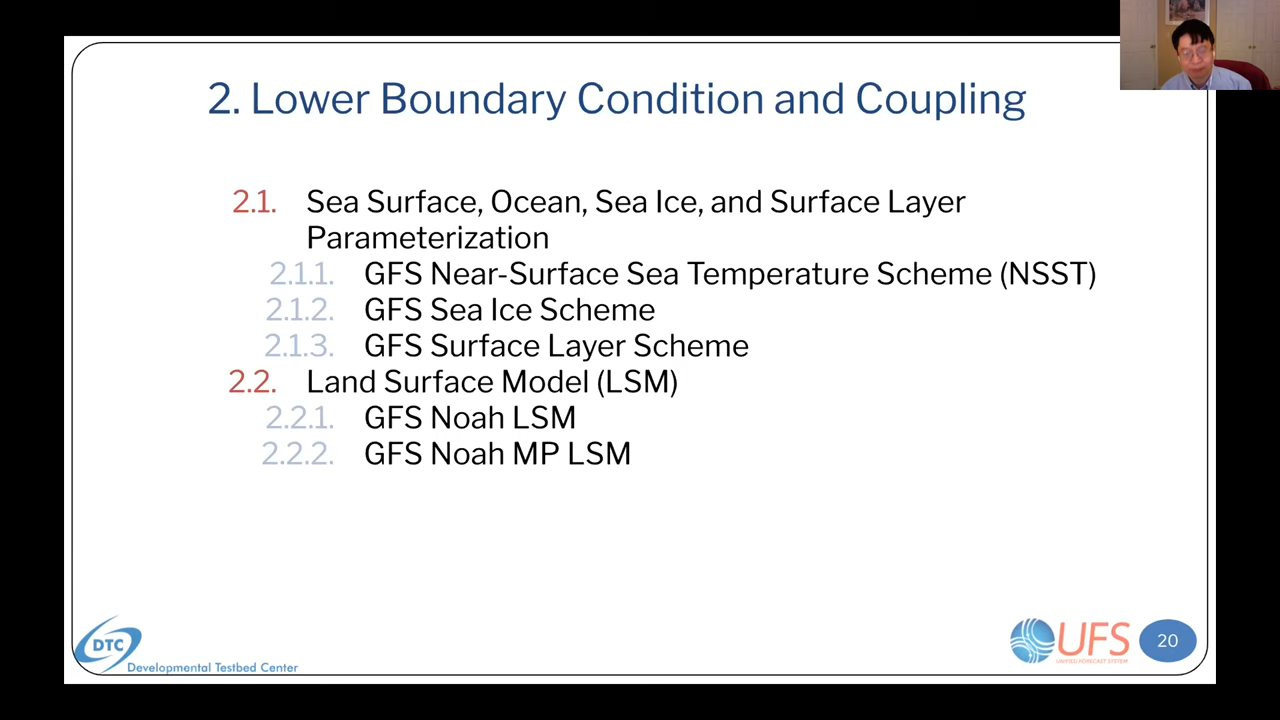 2. Lower Boundary Condition and Coupling
2.1. Sea Surface, Ocean, Sea Ice, and Surface Layer
Parameterization
2.1.1. GFS Near-Surface Sea Temperature Scheme (NSST)
2.1.2. GFS Sea Ice Scheme
2.1.3. GFS Surface Layer Scheme
2.2. Land Surface Model (LSM)
2.2.1. GFS Noah LSM
2.2.2. GFS Noah MP LSM
DTC
Developmental Testbed Center
UFS
UNIFIED FORECAST SYSTEM
20